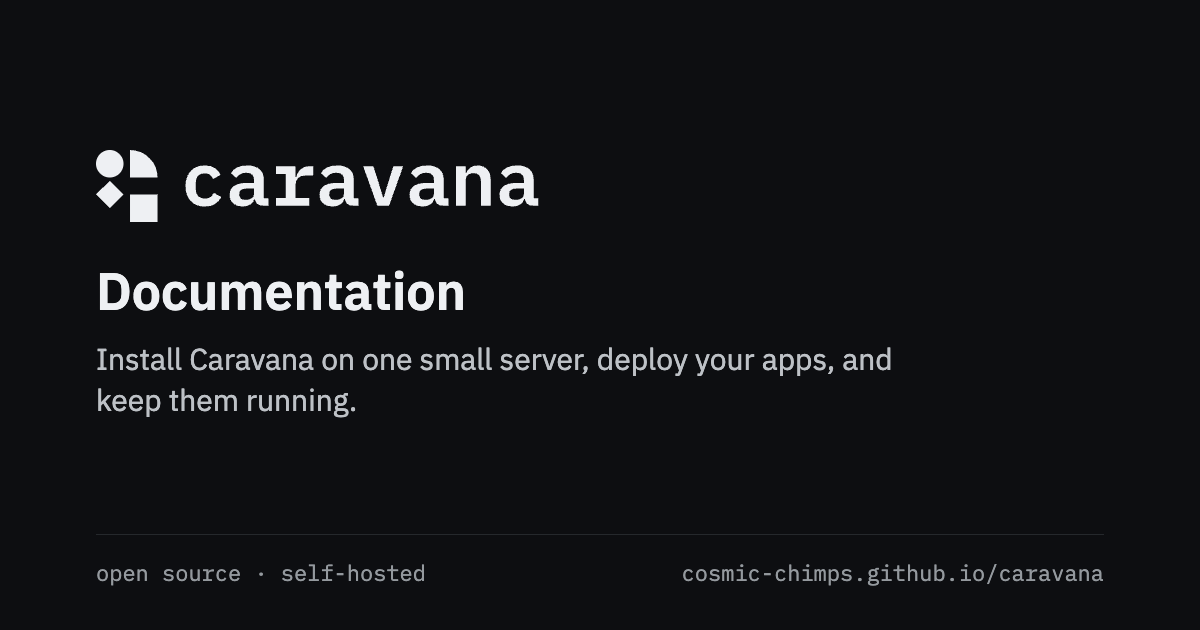 caravana
Documentation
Install Caravana on one small server, deploy your apps, and
keep them running.
open source · self-hosted
cosmic-chimps.github.io/caravana